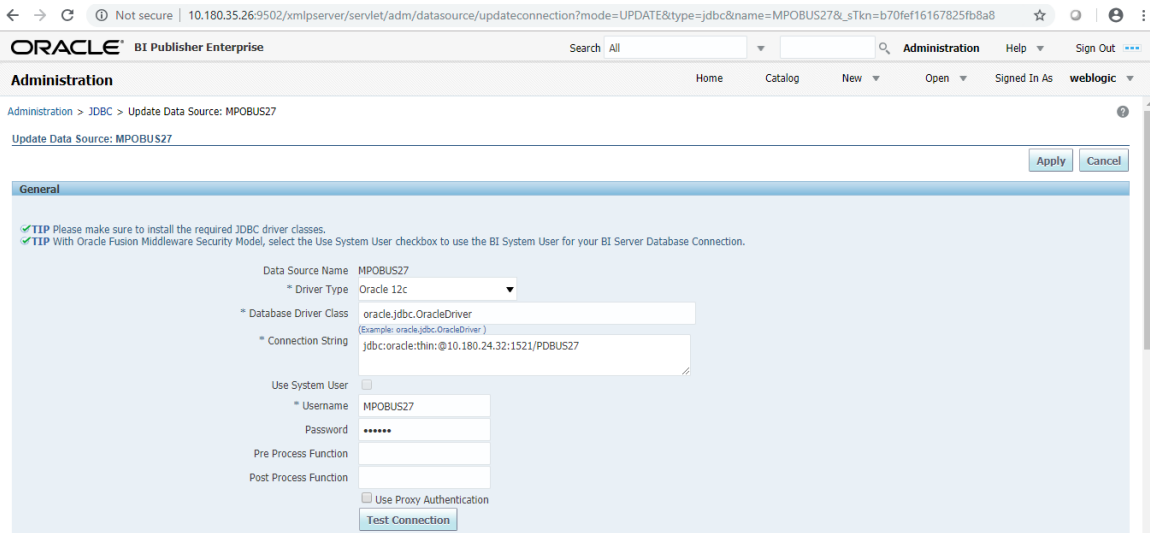 Not secure | 10.180.35.26:9502/xmlpserver/servlet/adm/datasource/updateconnection?mode=UPDATE&type=jdbc&name=MPOBUS27&_sTkn=b70fef16167825fb8a8
ORACLE BI Publisher Enterprise Search All Administration Help Sign Out
Administration Home Catalog New Open Signed In As weblogic
Administration > JDBC > Update Data Source: MPOBUS27
Update Data Source: MPOBUS27
Apply Cancel
General
TIP Please make sure to install the required JDBC driver classes.
TIP With Oracle Fusion Middleware Security Model, select the Use System User checkbox to use the BI System User for your BI Server Database Connection.
Data Source Name MPOBUS27
* Driver Type Oracle 12c
* Database Driver Class oracle.jdbc.OracleDriver
(Example: oracle.jdbc.OracleDriver )
* Connection String jdbc:oracle:thin:@10.180.24.32:1521/PDBUS27
Use System User
* Username MPOBUS27
Password ••••••
Pre Process Function
Post Process Function
Use Proxy Authentication
Test Connection